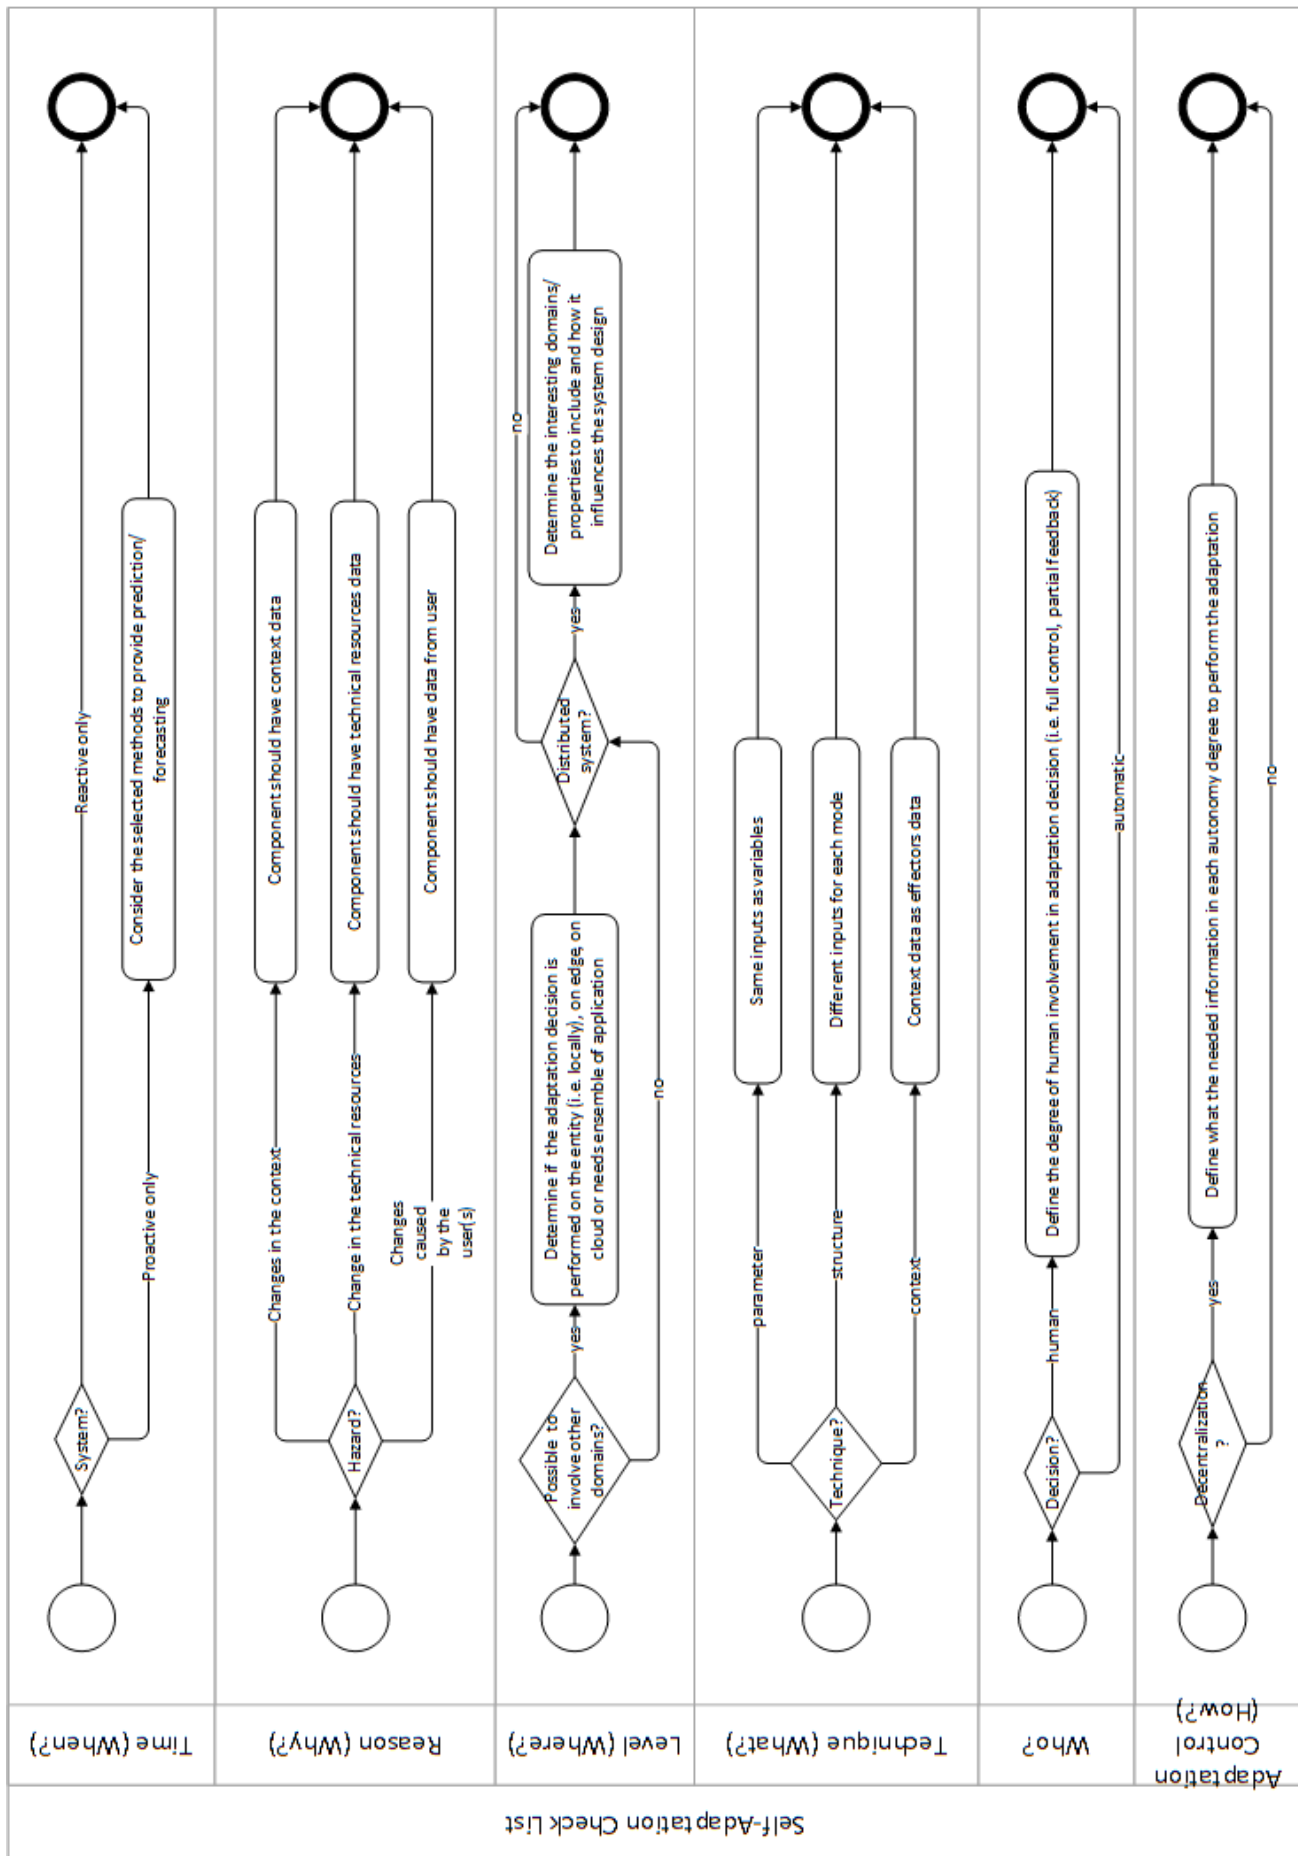 Self-Adaptation Check List
Time (When?)
System?
Reactive only
Proactive only
Consider the selected methods to provide prediction/
forecasting
Reason (Why?)
Hazard?
Changes in the context
Component should have context data
Change in the technical resources
Component should have technical resources data
Changes
caused
by the
user(s)
Component should have data from user
Level (Where?)
Possible to
involve other
domains?
yes
no
Determine if the adaptation decision is
performed on the entity (i.e. locally), on edge, on
cloud or needs ensemble of application
Distributed
system?
yes
no
Determine the interesting domains/
properties to include and how it
influences the system design
Technique (What?)
Technique?
parameter
Same inputs as variables
structure
Different inputs for each mode
context
Context data as effectors data
Who?
Decision?
human
Define the degree of human involvement in adaptation decision (i.e. full control, partial feedback)
automatic
Adaptation
Control
(How?)
Decentralization
?
yes
Define what the needed information in each autonomy degree to perform the adaptation
no